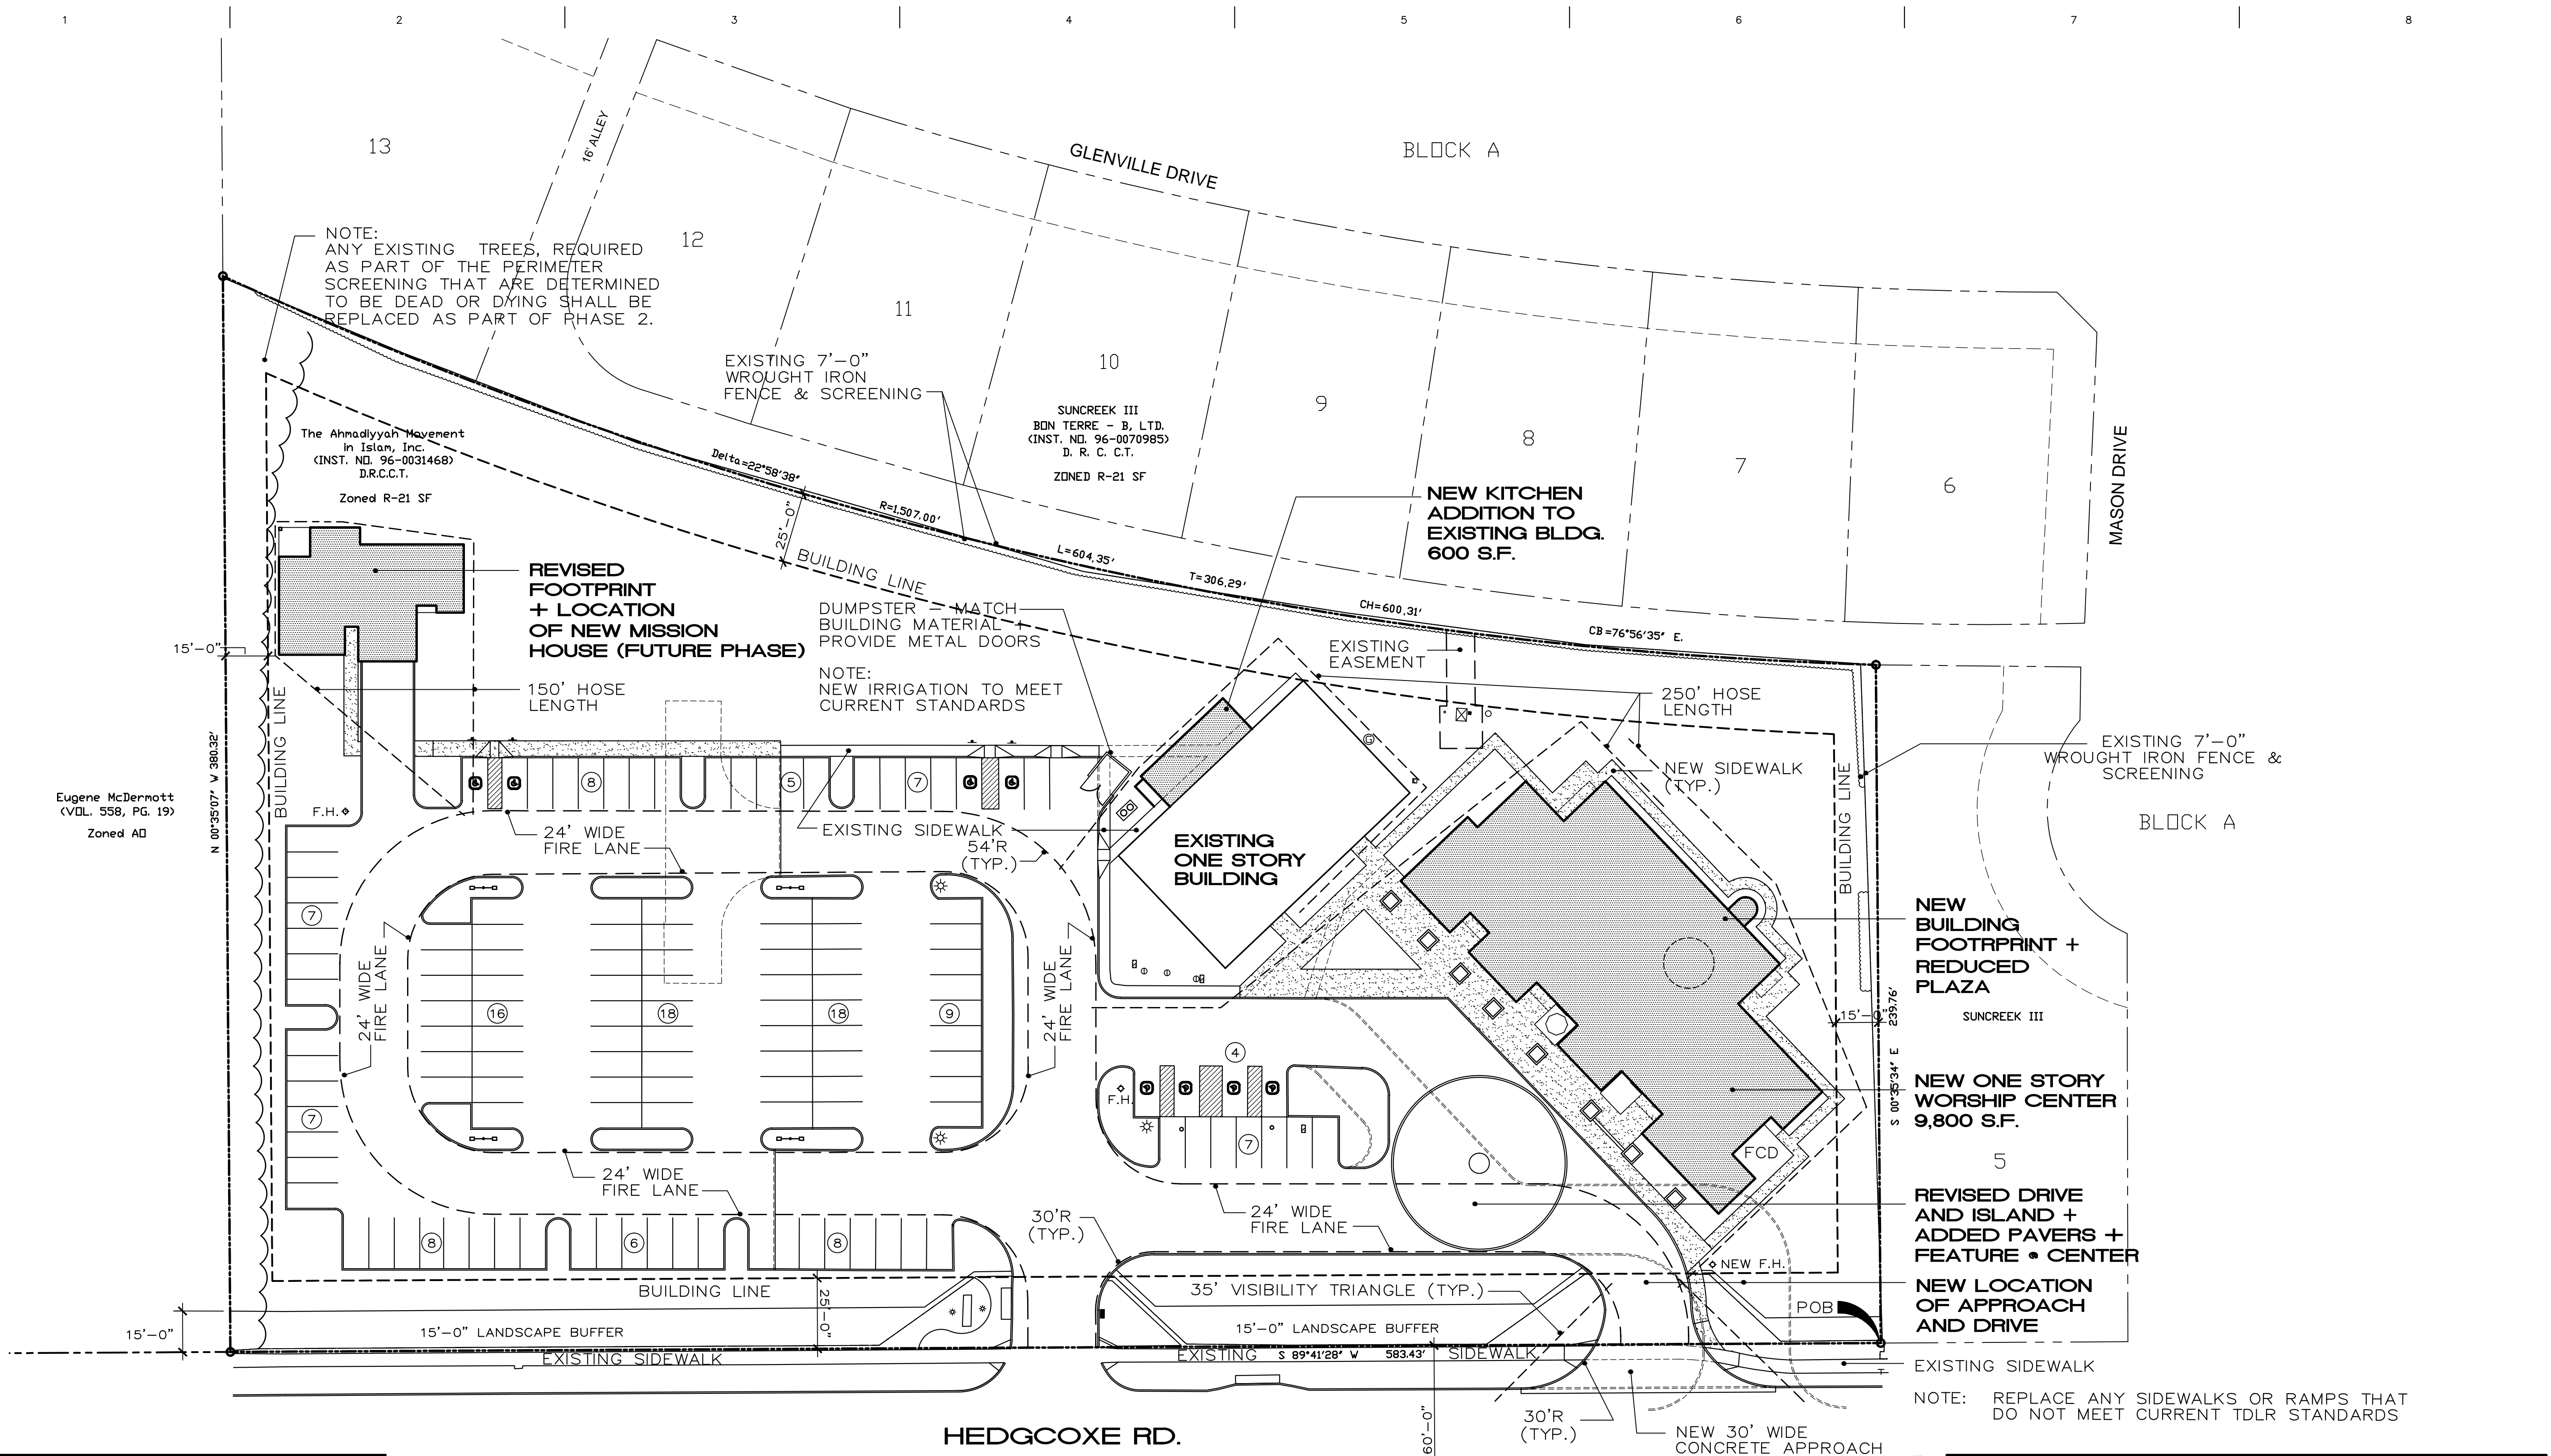 1
2
3
4
5
6
7
8
13
16' ALLEY
GLENVILLE DRIVE
BLOCK A
12
11
10
9
8
7
6
MASON DRIVE
NOTE:
ANY EXISTING TREES, REQUIRED
AS PART OF THE PERIMETER
SCREENING THAT ARE DETERMINED
TO BE DEAD OR DYING SHALL BE
REPLACED AS PART OF PHASE 2.
EXISTING 7'-0"
WROUGHT IRON
FENCE & SCREENING
SUNCREEK III
BON TERRE - B, LTD.
(INST. NO. 96-0070985)
D. R. C. C.T.
ZONED R-21 SF
The Ahmadiyyah Movement
in Islam, Inc.
(INST. NO. 96-0031468)
D.R.C.C.T.
Zoned R-21 SF
Delta=22°58'38"
R=1,507.00'
L=604.35'
T=306.29'
CH=600.31'
CB=76°56'35" E.
25'-0"
BUILDING LINE
NEW KITCHEN
ADDITION TO
EXISTING BLDG.
600 S.F.
REVISED
FOOTPRINT
+ LOCATION
OF NEW MISSION
HOUSE (FUTURE PHASE)
DUMPSTER - MATCH
BUILDING MATERIAL +
PROVIDE METAL DOORS
NOTE:
NEW IRRIGATION TO MEET
CURRENT STANDARDS
EXISTING
EASEMENT
15'-0"
150' HOSE
LENGTH
250' HOSE
LENGTH
BUILDING LINE
N 00°35'07" W 380.32'
Eugene McDermott
(VOL. 558, PG. 19)
Zoned AO
F.H.
8
5
7
24' WIDE
FIRE LANE
EXISTING SIDEWALK
54'R
(TYP.)
EXISTING
ONE STORY
BUILDING
G
NEW SIDEWALK
(TYP.)
BUILDING LINE
EXISTING 7'-0"
WROUGHT IRON FENCE &
SCREENING
BLOCK A
7
24' WIDE
FIRE LANE
16
18
18
9
24' WIDE
FIRE LANE
7
NEW
BUILDING
FOOTRPRINT +
REDUCED
PLAZA
15'-0"
SUNCREEK III
S 00°35'34" E 239.76'
4
F.H.
7
NEW ONE STORY
WORSHIP CENTER
9,800 S.F.
FCD
5
24' WIDE
FIRE LANE
8
6
8
30'R
(TYP.)
24' WIDE
FIRE LANE
REVISED DRIVE
AND ISLAND +
ADDED PAVERS +
FEATURE @ CENTER
NEW F.H.
BUILDING LINE
25'-0"
35' VISIBILITY TRIANGLE (TYP.)
NEW LOCATION
OF APPROACH
AND DRIVE
POB
15'-0"
15'-0" LANDSCAPE BUFFER
15'-0" LANDSCAPE BUFFER
EXISTING SIDEWALK
EXISTING S 89°41'28" W 583.43' SIDEWALK
EXISTING SIDEWALK
NOTE: REPLACE ANY SIDEWALKS OR RAMPS THAT
DO NOT MEET CURRENT TDLR STANDARDS
60'-0"
30'R
(TYP.)
NEW 30' WIDE
CONCRETE APPROACH
HEDGCOXE RD.